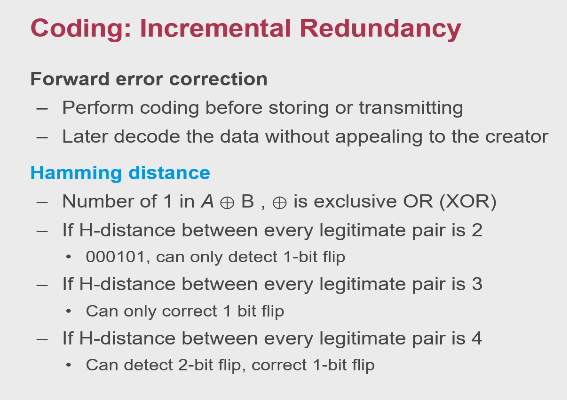 Coding: Incremental Redundancy
Forward error correction
– Perform coding before storing or transmitting
– Later decode the data without appealing to the creator
Hamming distance
– Number of 1 in A ⊕ B , ⊕ is exclusive OR (XOR)
– If H-distance between every legitimate pair is 2
• 000101, can only detect 1-bit flip
– If H-distance between every legitimate pair is 3
• Can only correct 1 bit flip
– If H-distance between every legitimate pair is 4
• Can detect 2-bit flip, correct 1-bit flip